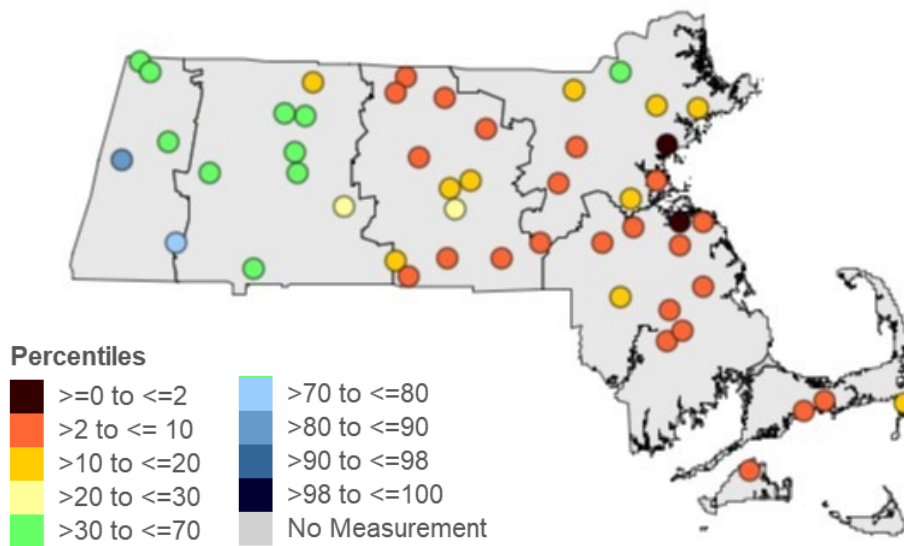 Percentiles
>=0 to <=2
>2 to <= 10
>10 to <=20
>20 to <=30
>30 to <=70
>70 to <=80
>80 to <=90
>90 to <=98
>98 to <=100
No Measurement